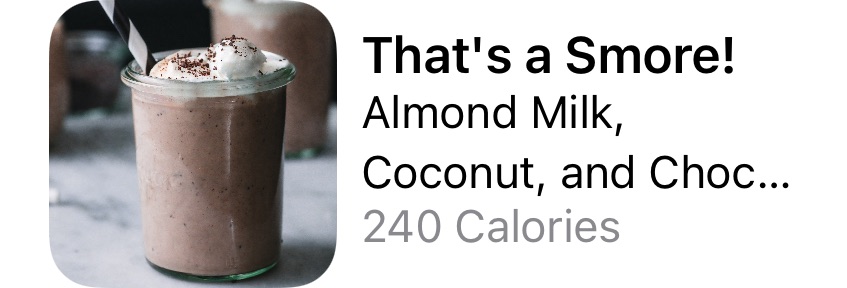 That's a Smore!
Almond Milk,
Coconut, and Choc...
240 Calories